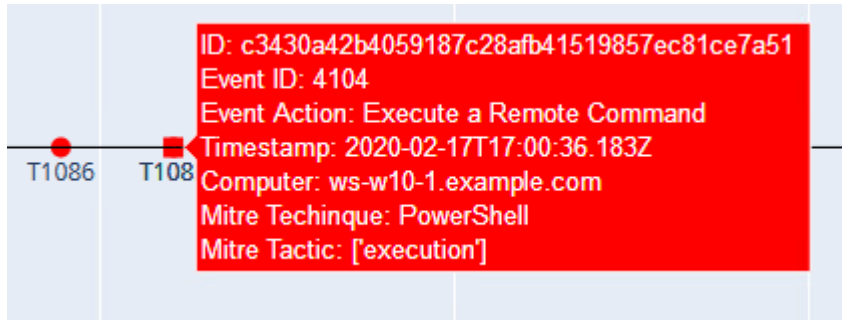 ID: c3430a42b4059187c28afb41519857ec81ce7a51
Event ID: 4104
Event Action: Execute a Remote Command
Timestamp: 2020-02-17T17:00:36.183Z
Computer: ws-w10-1.example.com
Mitre Techinque: PowerShell
Mitre Tactic: ['execution']
T1086
T108